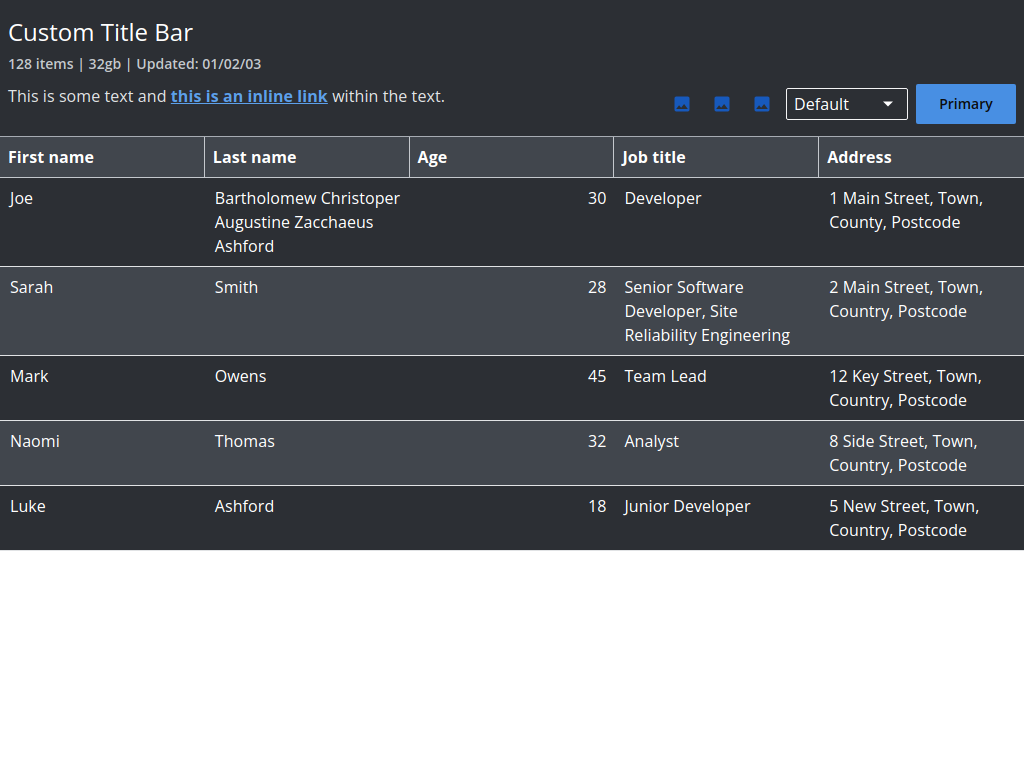 Custom Title Bar
128 items | 32gb | Updated: 01/02/03
This is some text and this is an inline link within the text.
Default
Primary
First name Last name Age Job title Address
Joe Bartholomew Christoper 30 Developer 1 Main Street, Town,
Augustine Zacchaeus County, Postcode
Ashford
Sarah Smith 28 Senior Software 2 Main Street, Town,
Developer, Site Country, Postcode
Reliability Engineering
Mark Owens 45 Team Lead 12 Key Street, Town,
Country, Postcode
Naomi Thomas 32 Analyst 8 Side Street, Town,
Country, Postcode
Luke Ashford 18 Junior Developer 5 New Street, Town,
Country, Postcode